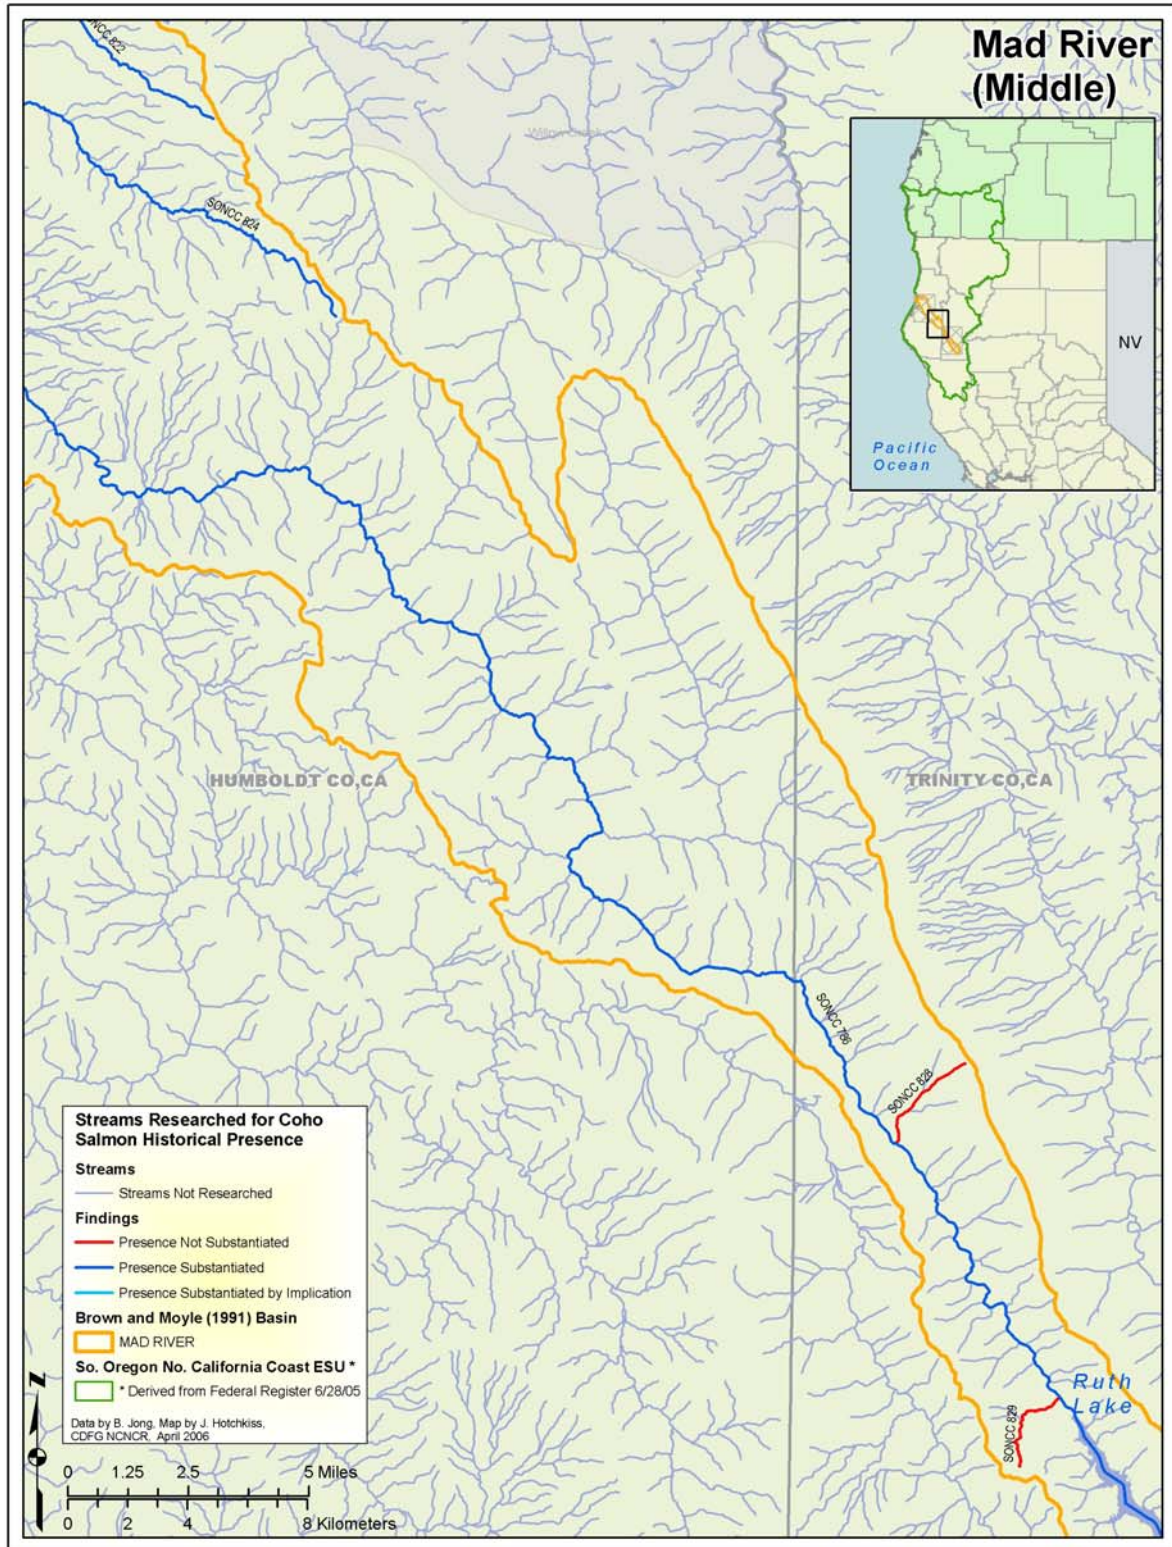 Mad River
(Middle)
SONCC 822
SONCC 824
Willow Creek
NV
Pacific
Ocean
HUMBOLDT CO,CA
TRINITY CO,CA
SONCC 786
SONCC 828
SONCC 829
Ruth
Lake
Streams Researched for Coho
Salmon Historical Presence
Streams
Streams Not Researched
Findings
Presence Not Substantiated
Presence Substantiated
Presence Substantiated by Implication
Brown and Moyle (1991) Basin
MAD RIVER
So. Oregon No. California Coast ESU *
* Derived from Federal Register 6/28/05
Data by B. Jong, Map by J. Hotchkiss,
CDFG NCNCR, April 2006
N
0 1.25 2.5 5 Miles
0 2 4 8 Kilometers